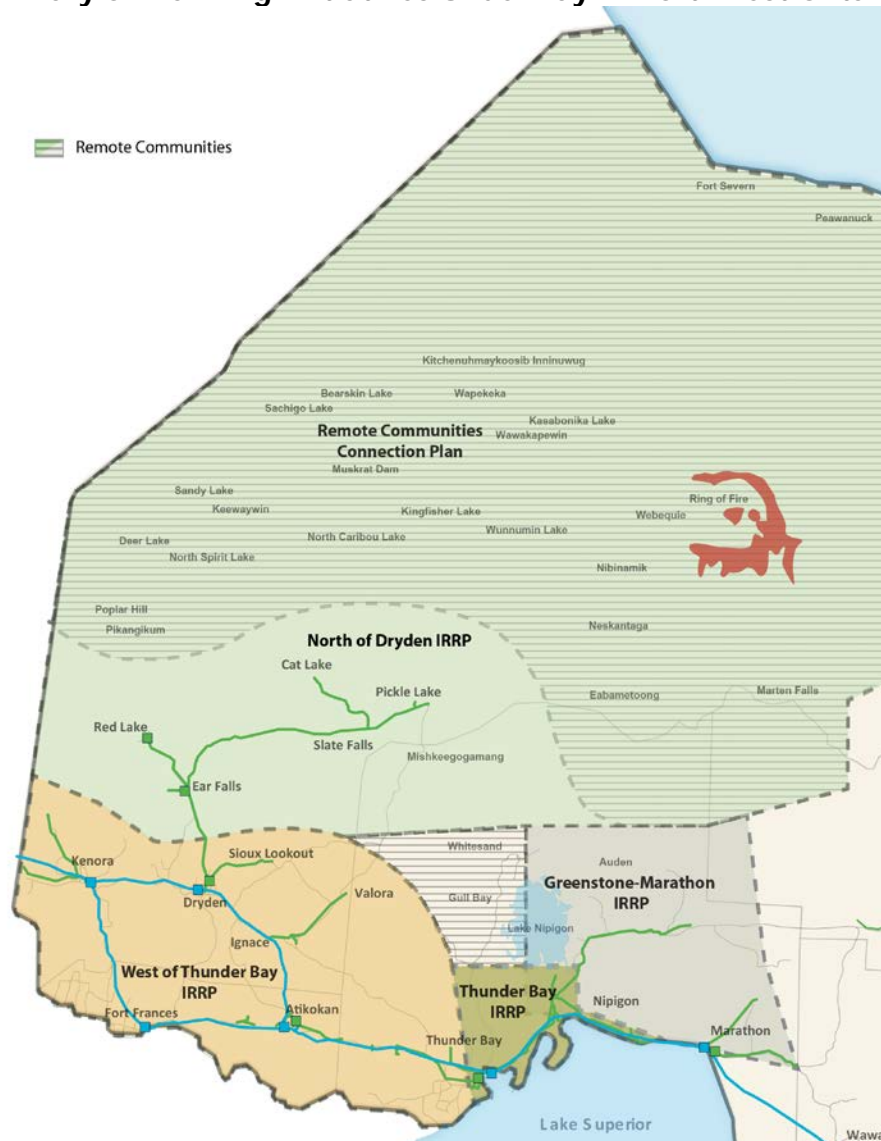 Remote Communities
Fort Severn
Peawanuck
Kitchenuhmaykoosib Inninuwug
Bearskin Lake
Wapekeka
Sachigo Lake
Kasabonika Lake
Remote Communities
Connection Plan
Wawakapewin
Muskrat Dam
Sandy Lake
Ring of Fire
Keewaywin
Kingfisher Lake
Webequie
Wunnumin Lake
Deer Lake
North Caribou Lake
North Spirit Lake
Nibinamik
Poplar Hill
Pikangikum
Neskantaga
North of Dryden IRRP
Cat Lake
Pickle Lake
Eabametoong
Marten Falls
Red Lake
Slate Falls
Mishkeegogamang
Ear Falls
Whitesand
Sioux Lookout
Kenora
Auden
Greenstone-Marathon
IRRP
Dryden
Valora
Gull Bay
Lake Nipigon
Ignace
West of Thunder Bay
IRRP
Thunder Bay
IRRP
Nipigon
Fort Frances
Atikokan
Marathon
Thunder Bay
Lake Superior
Wawa